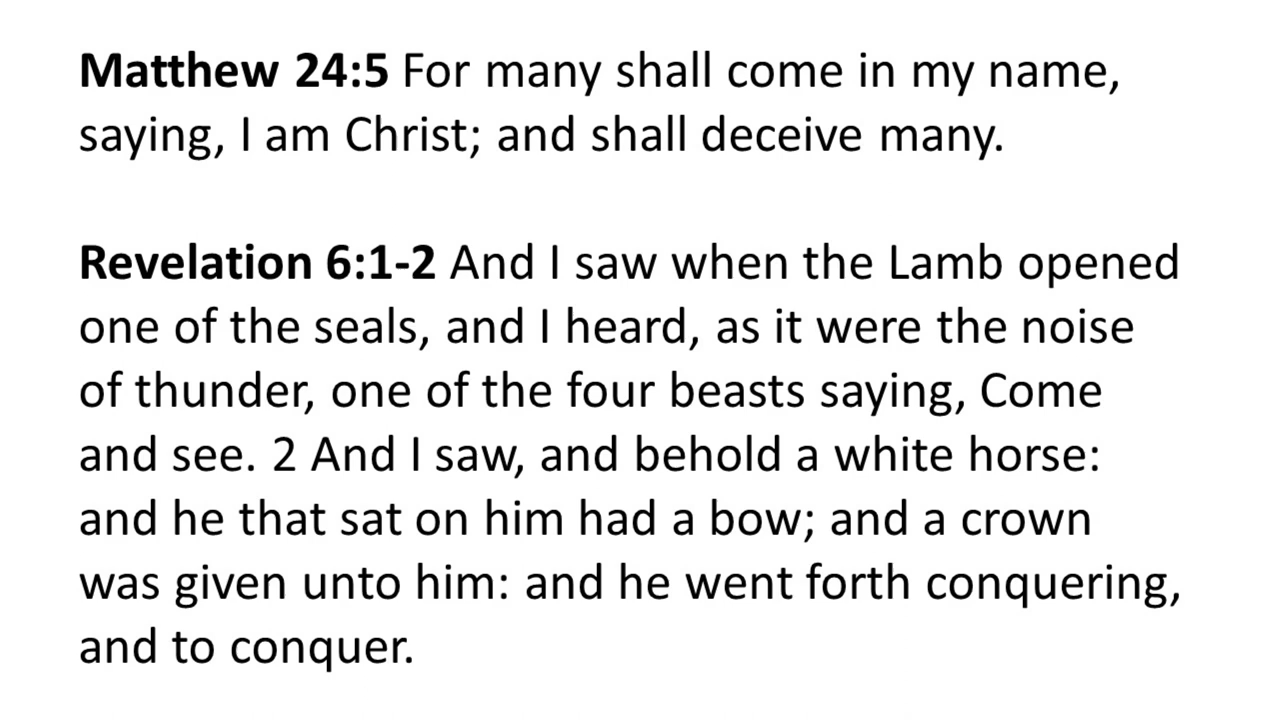 Matthew 24:5 For many shall come in my name,
saying, I am Christ; and shall deceive many.
Revelation 6:1-2 And I saw when the Lamb opened
one of the seals, and I heard, as it were the noise
of thunder, one of the four beasts saying, Come
and see. 2 And I saw, and behold a white horse:
and he that sat on him had a bow; and a crown
was given unto him: and he went forth conquering,
and to conquer.